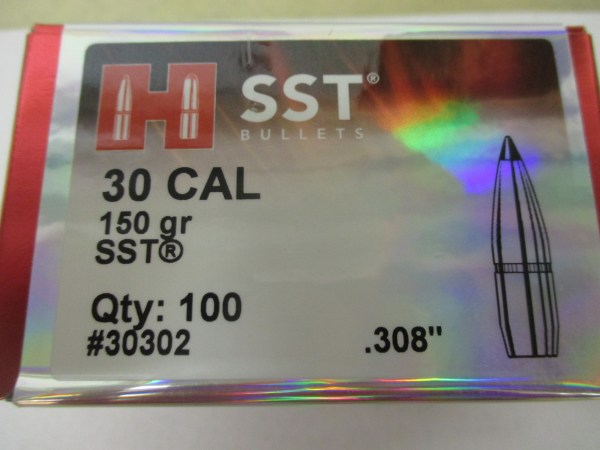 H SST®
BULLETS
30 CAL
150 gr
SST®
Qty: 100
#30302 .308"